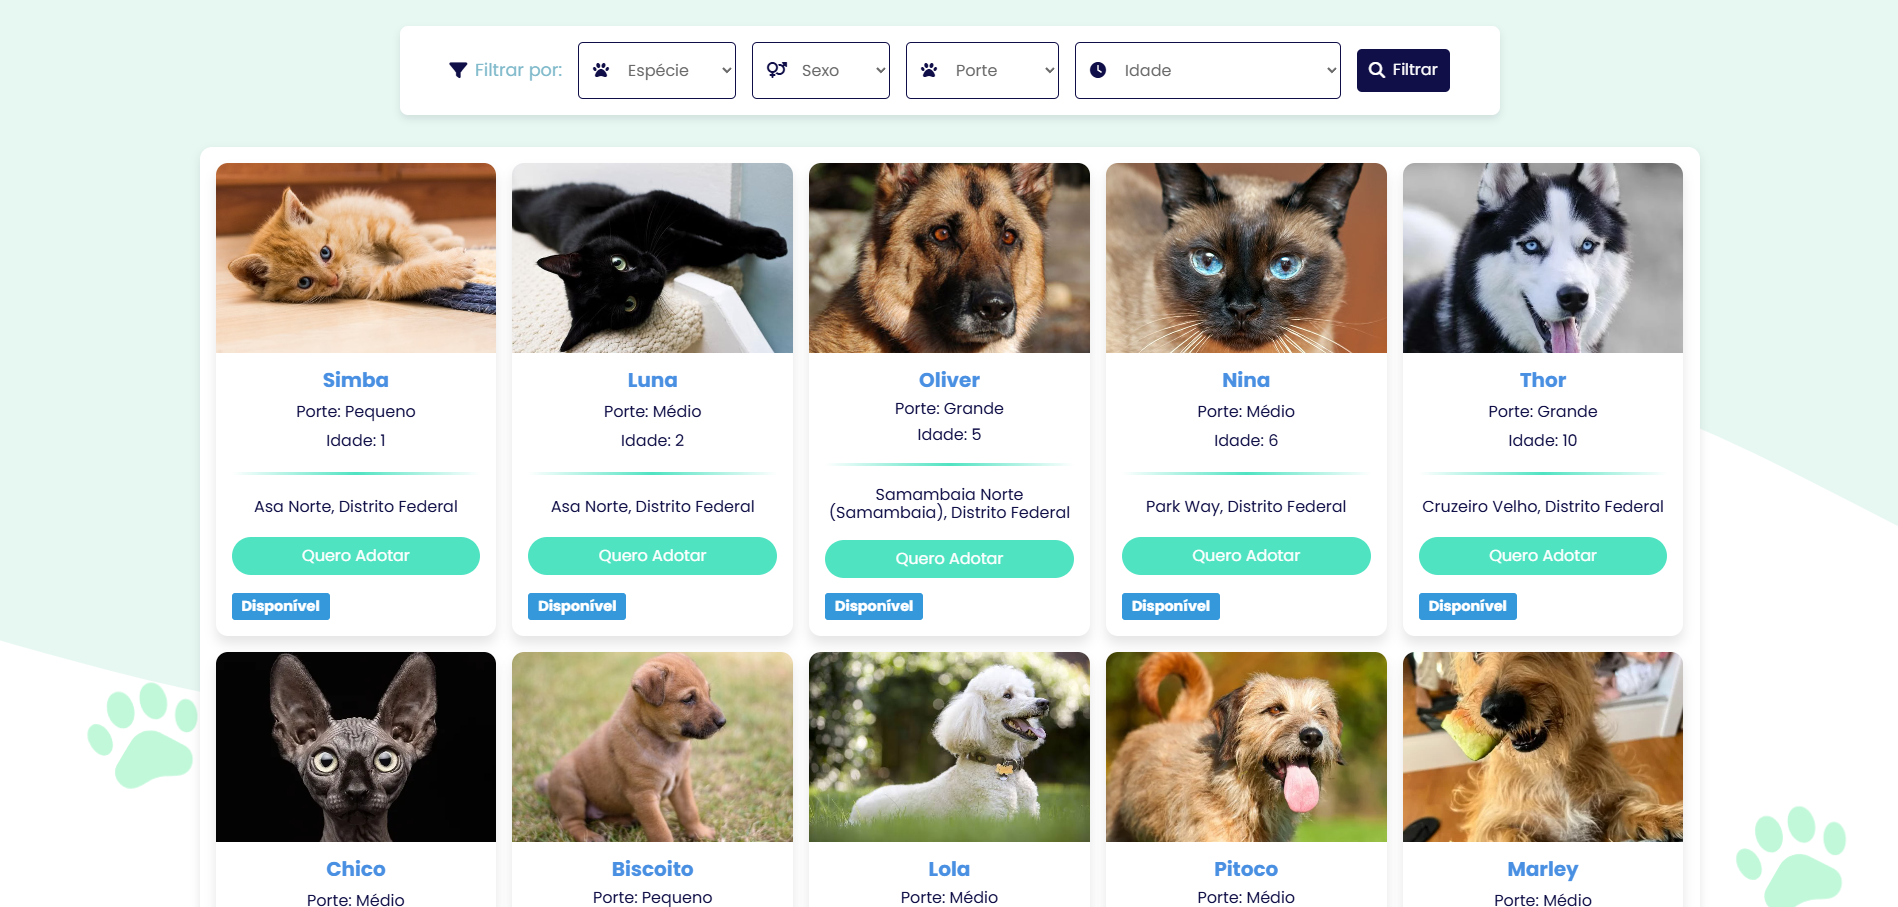 Filtrar por:
Espécie
Sexo
Porte
Idade
Filtrar
Simba
Porte: Pequeno
Idade: 1
Asa Norte, Distrito Federal
Quero Adotar
Disponível
Luna
Porte: Médio
Idade: 2
Asa Norte, Distrito Federal
Quero Adotar
Disponível
Oliver
Porte: Grande
Idade: 5
Samambaia Norte
(Samambaia), Distrito Federal
Quero Adotar
Disponível
Nina
Porte: Médio
Idade: 6
Park Way, Distrito Federal
Quero Adotar
Disponível
Thor
Porte: Grande
Idade: 10
Cruzeiro Velho, Distrito Federal
Quero Adotar
Disponível
Chico
Porte: Médio
Biscoito
Porte: Pequeno
Lola
Porte: Médio
Pitoco
Porte: Médio
Marley
Porte: Médio